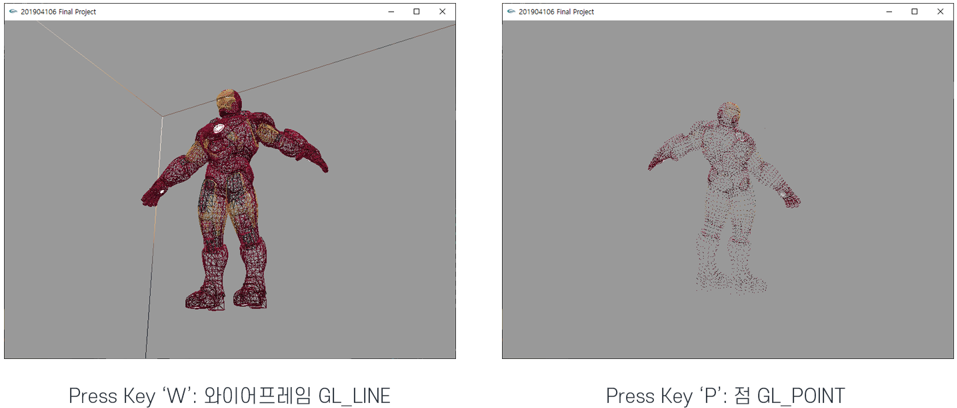 201904106 Final Project
201904106 Final Project
Press Key ‘W’: 와이어프레임 GL_LINE
Press Key ‘P’: 점 GL_POINT